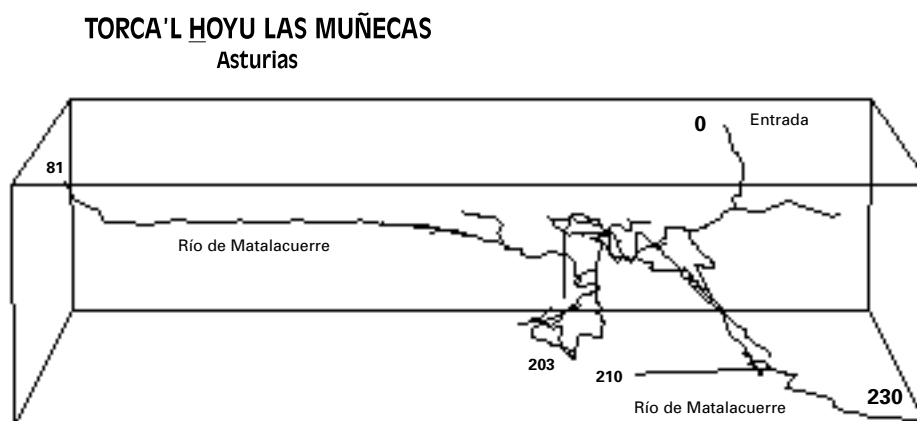 TORCA'L HOYU LAS MUÑECAS
Asturias
0 Entrada
81
Río de Matalacuerre
203
210
230
Río de Matalacuerre